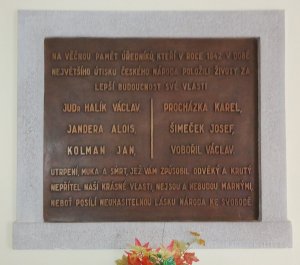 NA VĚČNOU PAMĚŤ ÚŘEDNÍKŮ, KTEŘÍ V ROCE 1942 V DOBĚ
NEJVĚTŠÍHO ÚTISKU ČESKÉHO NÁRODA POLOŽILI ŽIVOTY ZA
LEPŠÍ BUDOUCNOST SVÉ VLASTI
JUDr HALÍK VÁCLAV
JANDERA ALOIS,
KOLMAN JAN,
PROCHÁZKA KAREL,
ŠIMEČEK JOSEF,
VOBOŘIL VÁCLAV.
UTRPENÍ, MUKA A SMRT, JEŽ VÁM ZPŮSOBIL ODVĚKÝ A KRUTÝ
NEPŘÍTEL NAŠÍ KRÁSNÉ VLASTI, NEJSOU A NEBUDOU MARNÝMI,
NEBOŤ POSÍLÍ NEUHASITELNOU LÁSKU NÁRODA KE SVOBODĚ.